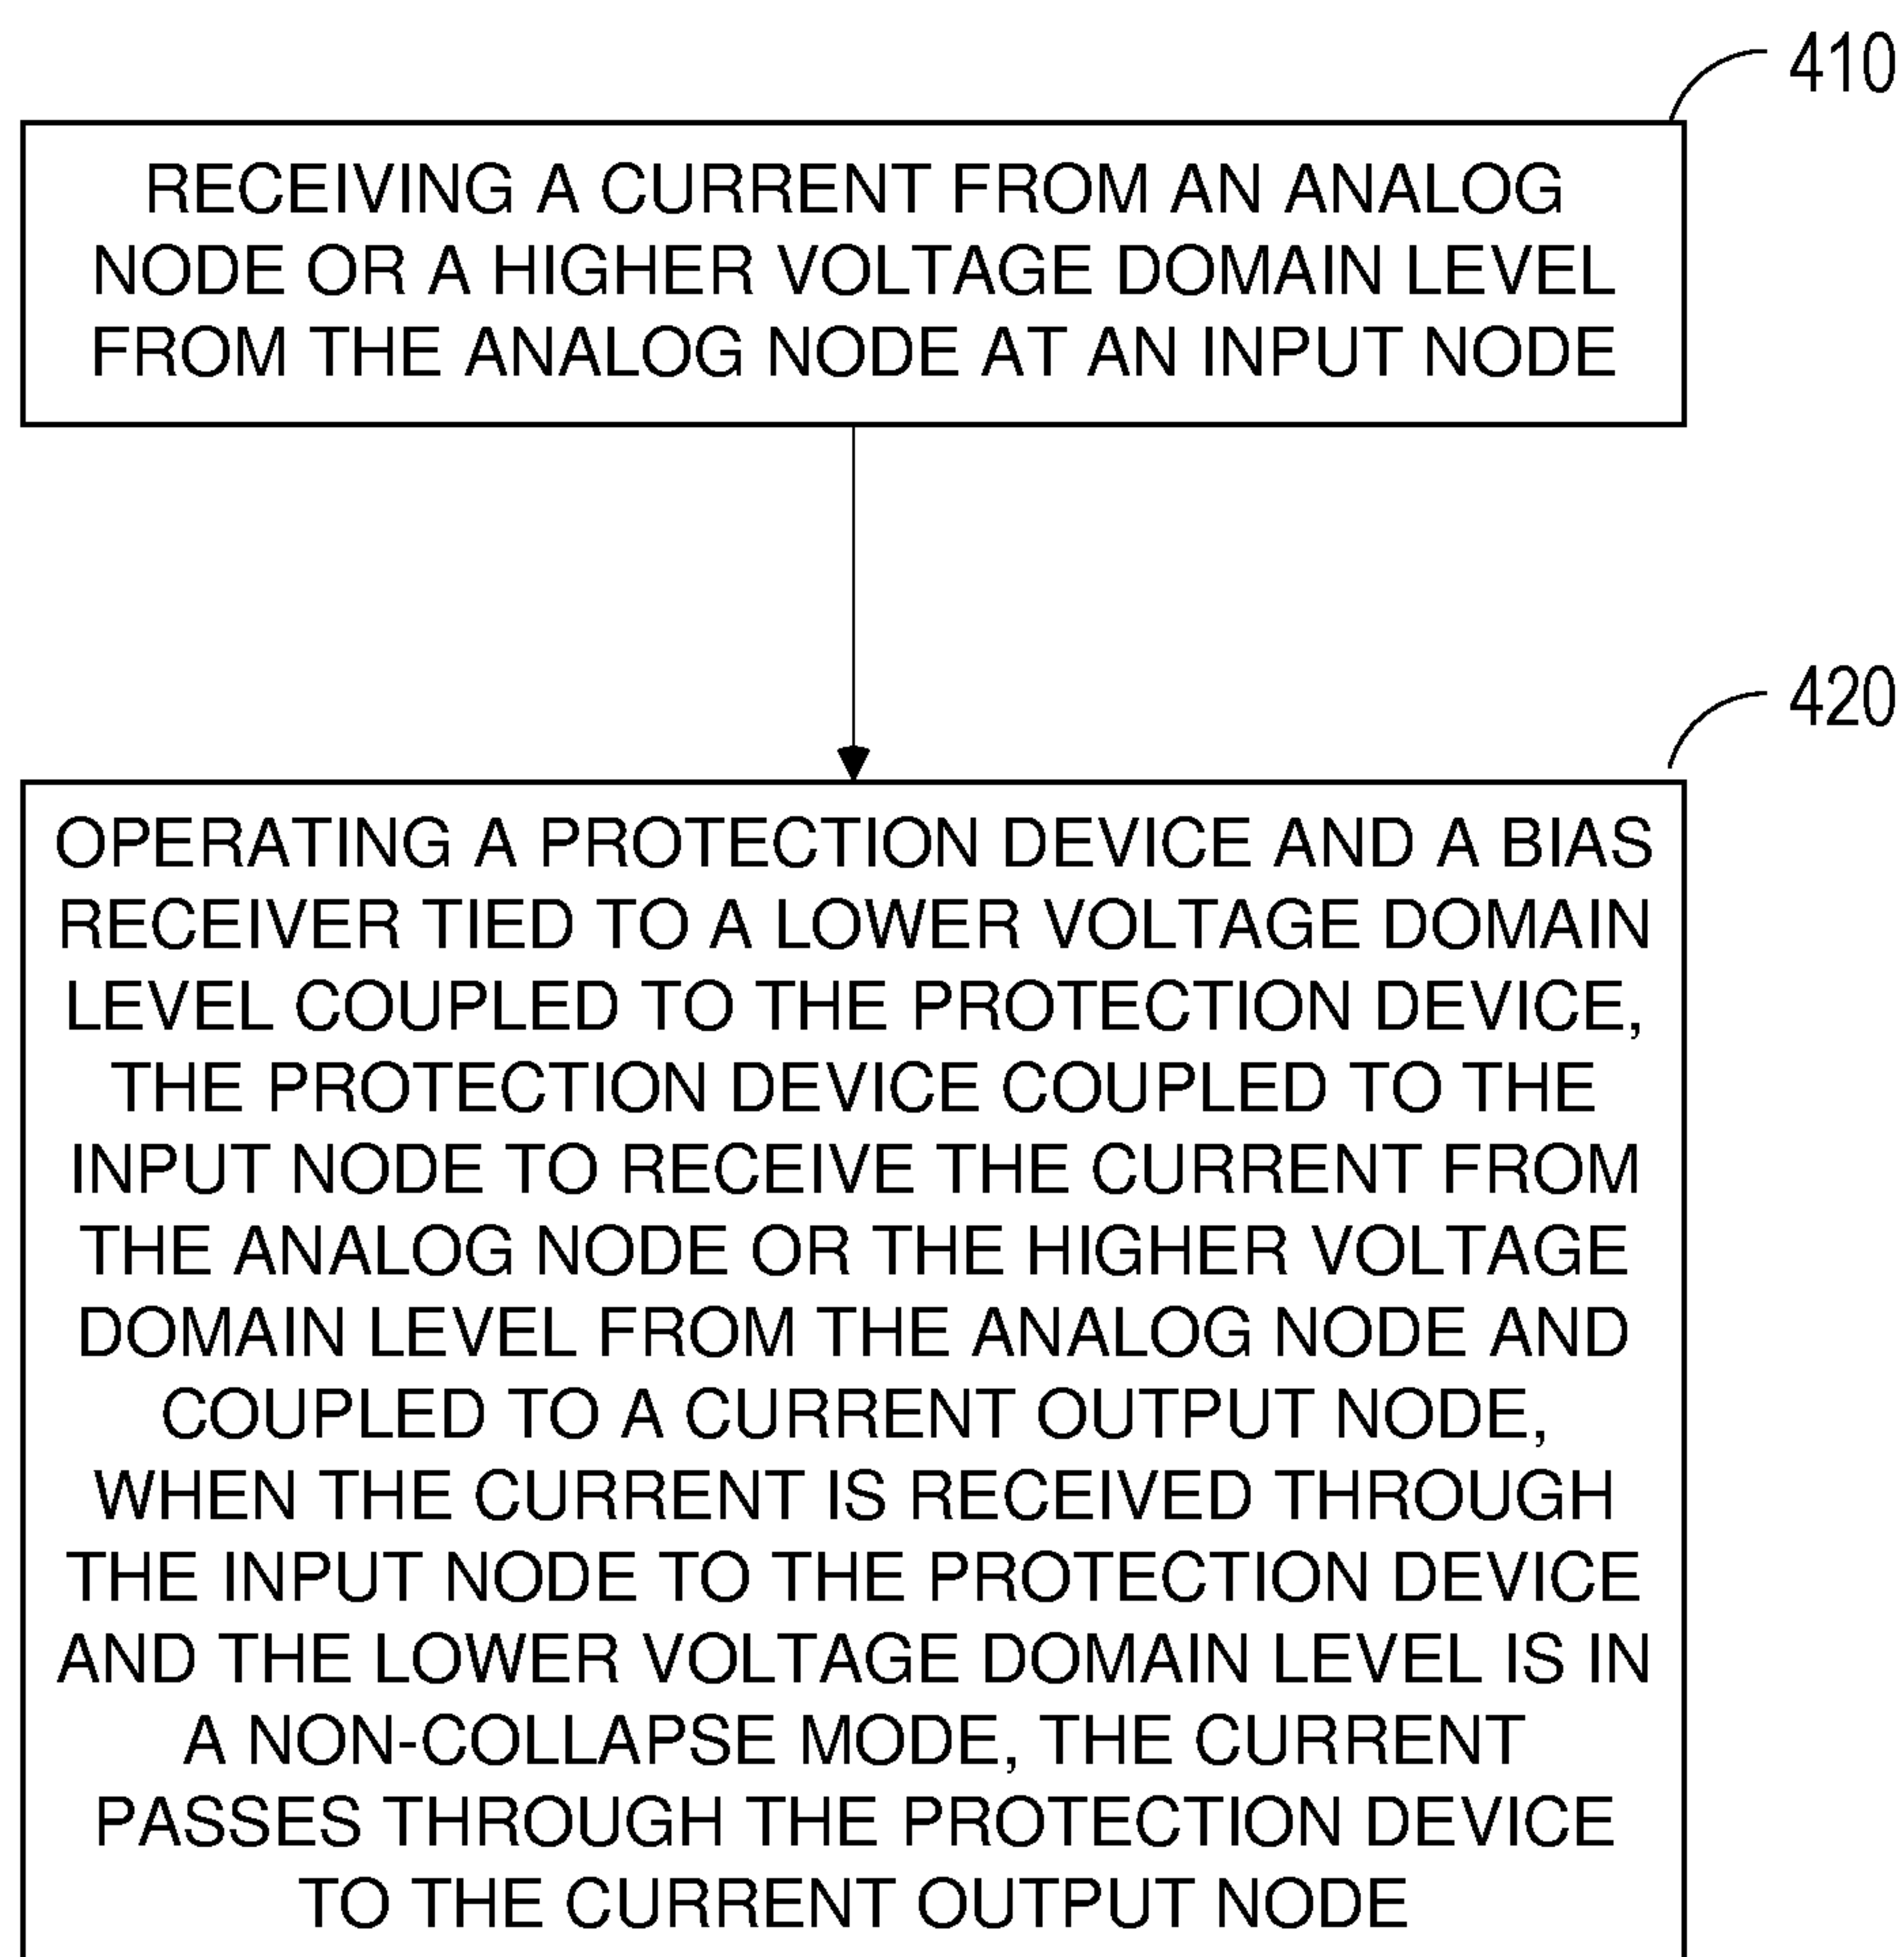 410
RECEIVING A CURRENT FROM AN ANALOG
NODE OR A HIGHER VOLTAGE DOMAIN LEVEL
FROM THE ANALOG NODE AT AN INPUT NODE
420
OPERATING A PROTECTION DEVICE AND A BIAS
RECEIVER TIED TO A LOWER VOLTAGE DOMAIN
LEVEL COUPLED TO THE PROTECTION DEVICE,
THE PROTECTION DEVICE COUPLED TO THE
INPUT NODE TO RECEIVE THE CURRENT FROM
THE ANALOG NODE OR THE HIGHER VOLTAGE
DOMAIN LEVEL FROM THE ANALOG NODE AND
COUPLED TO A CURRENT OUTPUT NODE,
WHEN THE CURRENT IS RECEIVED THROUGH
THE INPUT NODE TO THE PROTECTION DEVICE
AND THE LOWER VOLTAGE DOMAIN LEVEL IS IN
A NON-COLLAPSE MODE, THE CURRENT
PASSES THROUGH THE PROTECTION DEVICE
TO THE CURRENT OUTPUT NODE